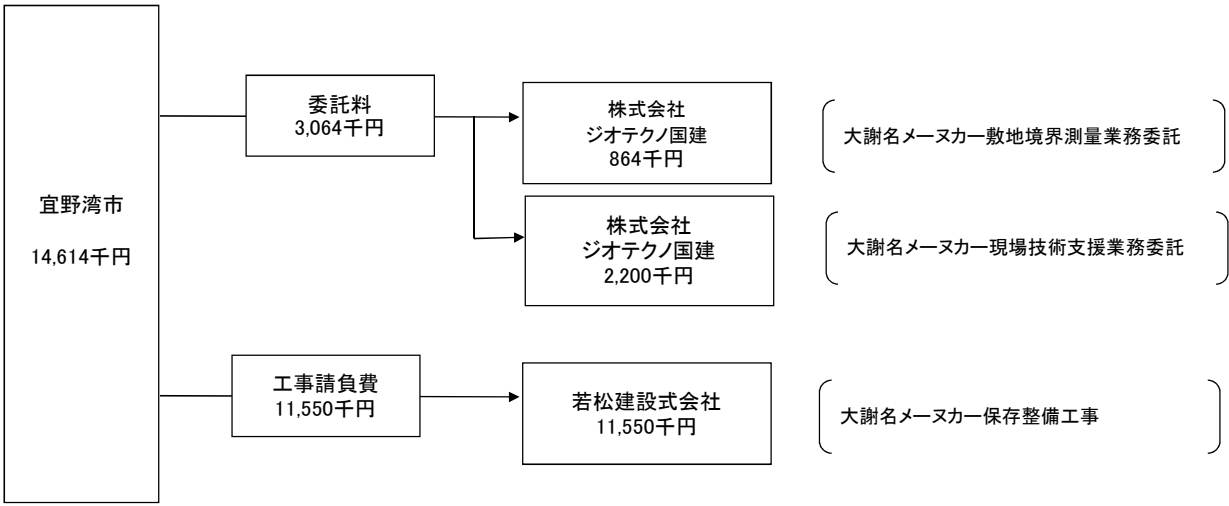 宜野湾市
14,614千円
委託料
3,064千円
株式会社
ジオテクノ国建
864千円
大謝名メーヌカー敷地境界測量業務委託
株式会社
ジオテクノ国建
2,200千円
大謝名メーヌカー現場技術支援業務委託
工事請負費
11,550千円
若松建設式会社
11,550千円
大謝名メーヌカー保存整備工事